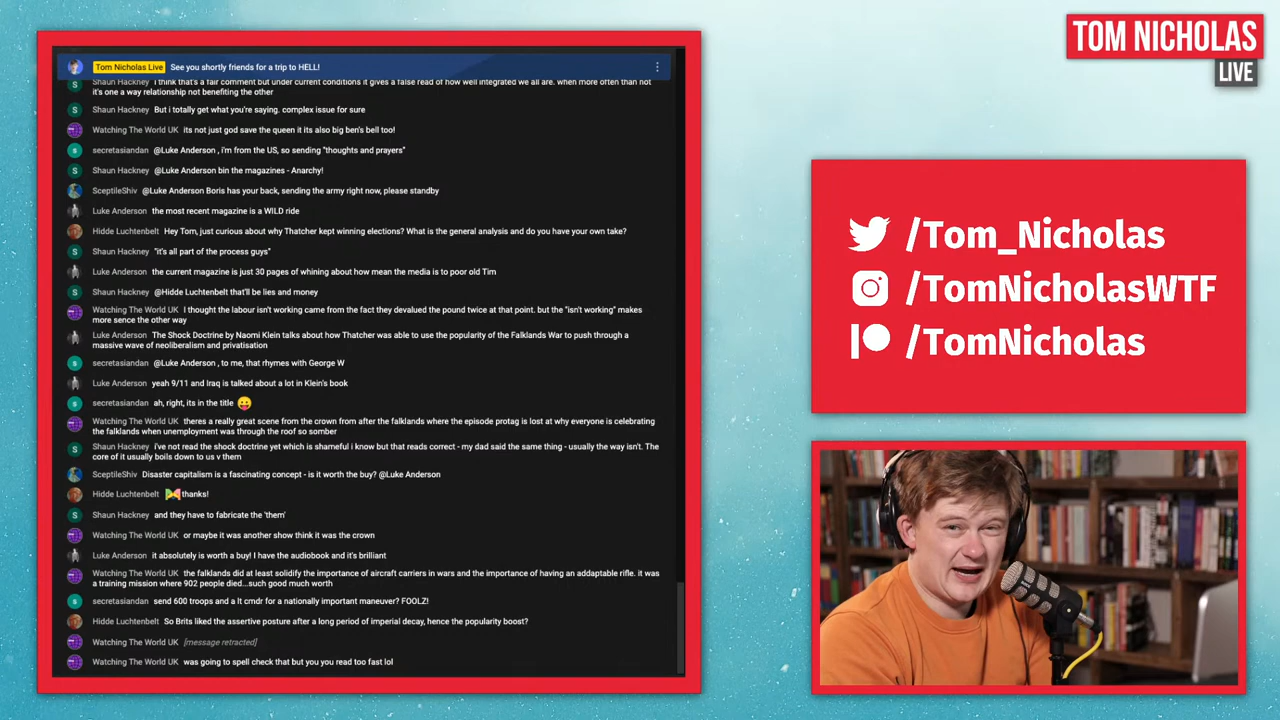 Tom Nicholas Live See you shortly friends for a trip to HELL!
Shaun Hackney i think that's a fair comment but under current conditions it gives a false read of how well integrated we all are. when more often than not
it's one a way relationship not benefiting the other
Shaun Hackney But i totally get what you're saying. complex issue for sure
Watching The World UK its not just god save the queen it its also big ben's bell too!
secretasiandan @Luke Anderson , i'm from the US, so sending "thoughts and prayers"
Shaun Hackney @Luke Anderson bin the magazines - Anarchy!
SceptileShiv @Luke Anderson Boris has your back, sending the army right now, please standby
Luke Anderson the most recent magazine is a WILD ride
Hidde Luchtenbelt Hey Tom, just curious about why Thatcher kept winning elections? What is the general analysis and do you have your own take?
Shaun Hackney "it's all part of the process guys"
Luke Anderson the current magazine is just 30 pages of whining about how mean the media is to poor old Tim
Shaun Hackney @Hidde Luchtenbelt that'll be lies and money
Watching The World UK I thought the labour isn't working came from the fact they devalued the pound twice at that point. but the "isn't working" makes
more sence the other way
Luke Anderson The Shock Doctrine by Naomi Klein talks about how Thatcher was able to use the popularity of the Falklands War to push through a
massive wave of neoliberalism and privatisation
secretasiandan @Luke Anderson , to me, that rhymes with George W
Luke Anderson yeah 9/11 and Iraq is talked about a lot in Klein's book
secretasiandan ah, right, its in the title 😛
Watching The World UK theres a really great scene from the crown from after the falklands where the episode protag is lost at why everyone is celebrating
the falklands when unemployment was through the roof so somber
Shaun Hackney i've not read the shock doctrine yet which is shameful i know but that reads correct - my dad said the same thing - usually the way isn't. The
core of it usually boils down to us v them
SceptileShiv Disaster capitalism is a fascinating concept - is it worth the buy? @Luke Anderson
Hidde Luchtenbelt thanks!
Shaun Hackney and they have to fabricate the 'them'
Watching The World UK or maybe it was another show think it was the crown
Luke Anderson it absolutely is worth a buy! I have the audiobook and it's brilliant
Watching The World UK the falklands did at least solidify the importance of aircraft carriers in wars and the importance of having an addaptable rifle. it was
a training mission where 902 people died...such good much worth
secretasiandan send 600 troops and a lt cmdr for a nationally important maneuver? FOOLZ!
Hidde Luchtenbelt So Brits liked the assertive posture after a long period of imperial decay, hence the popularity boost?
Watching The World UK [message retracted]
Watching The World UK was going to spell check that but you you read too fast lol
TOM NICHOLAS
LIVE
/Tom_Nicholas
/TomNicholasWTF
/TomNicholas